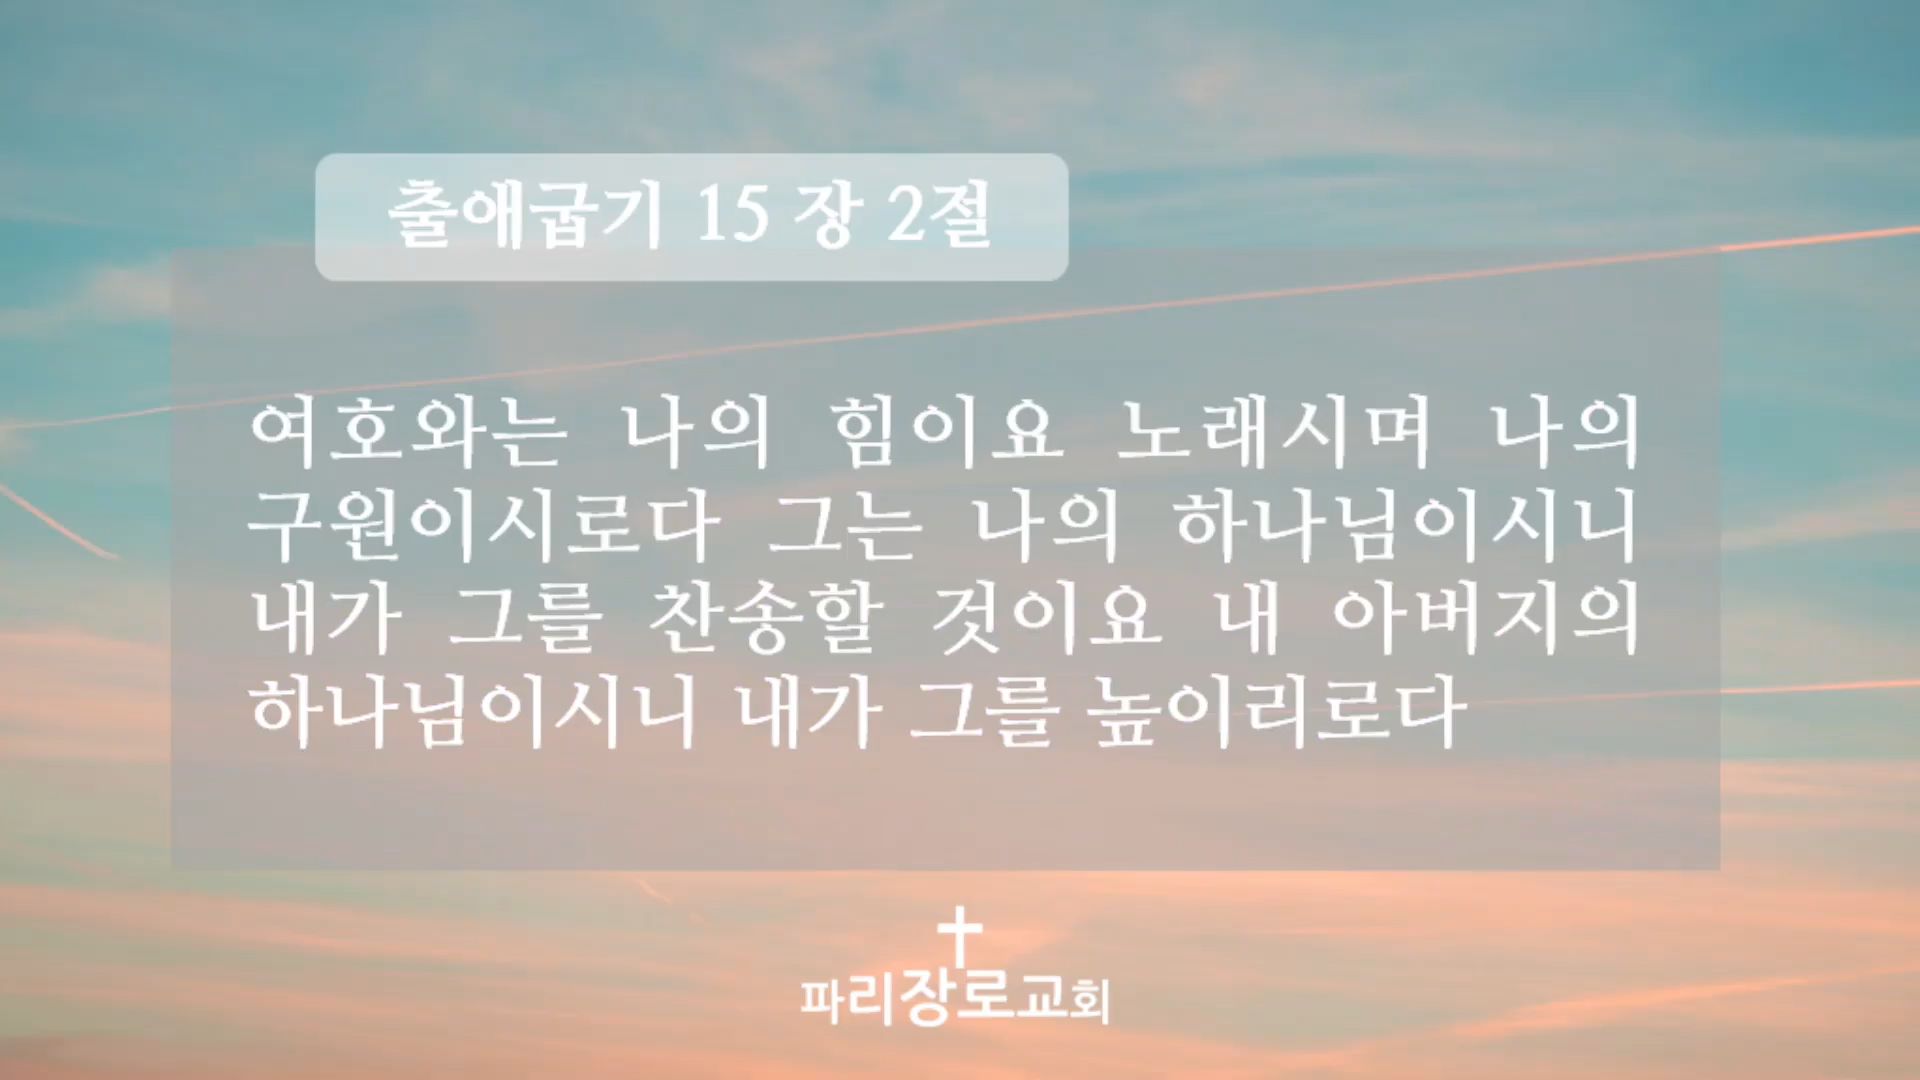 출애굽기 15 장 2절
여호와는 나의 힘이요 노래시며 나의
구원이시로다 그는 나의 하나님이시니
내가 그를 찬송할 것이요 내 아버지의
하나님이시니 내가 그를 높이리로다
파리장로교회